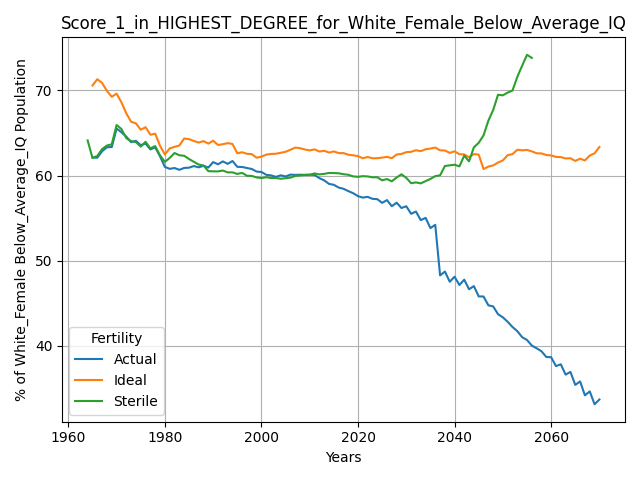 Score_1_in_HIGHEST_DEGREE_for_White_Female_Below_Average_IQ
% of White_Female Below_Average_IQ Population
70
60
50
40
Fertility
Actual
Ideal
Sterile
1960 1980 2000 2020 2040 2060
Years